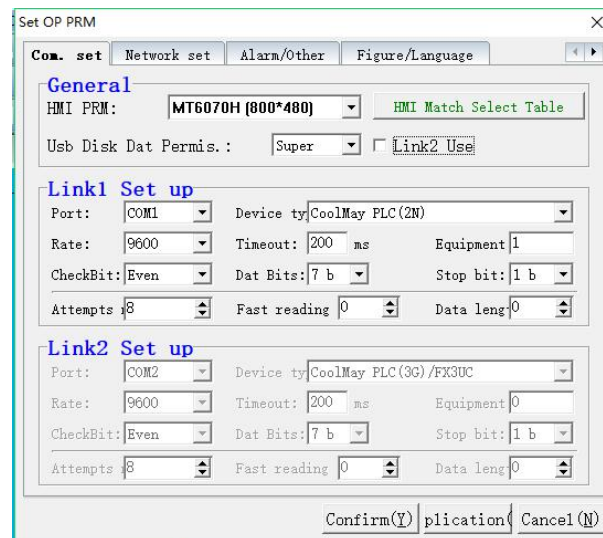 Set OP PRM
Com. set Network set Alarm/Other Figure/Language
General
HMI PRM: MT6070H (800*480) HMI Match Select Table
Usb Disk Dat Permis.: Super Link2 Use
Link1 Set up
Port: COM1 Device ty CoolMay PLC(2N)
Rate: 9600 Timeout: 200 ms Equipment 1
CheckBit: Even Dat Bits: 7 b Stop bit: 1 b
Attempts 8 Fast reading 0 Data leng 0
Link2 Set up
Port: COM2 Device ty CoolMay PLC(3G)/FX3UC
Rate: 9600 Timeout: 200 ms Equipment 0
CheckBit: Even Dat Bits: 7 b Stop bit: 1 b
Attempts 8 Fast reading 0 Data leng 0
Confirm(Y) plication( Cancel(N)